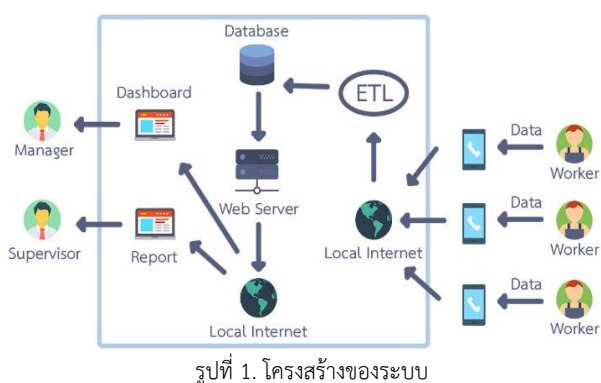 Database
Dashboard
ETL
Manager
Data
Worker
Web Server
Data
Worker
Supervisor
Report
Local Internet
Data
Worker
Local Internet
รูปที่ 1. โครงสร้างของระบบ